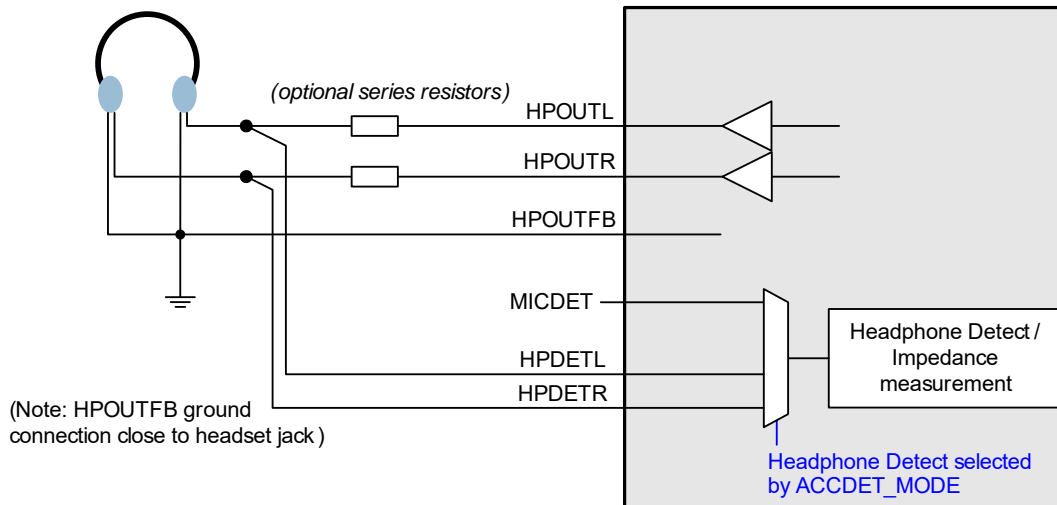 (optional series resistors)
HPOUTL
HPOUTR
HPOUTFB
MICDET
HPDETL
HPDETR
Headphone Detect /
Impedance
measurement
(Note: HPOUTFB ground
connection close to headset jack )
Headphone Detect selected
by ACCDET_MODE